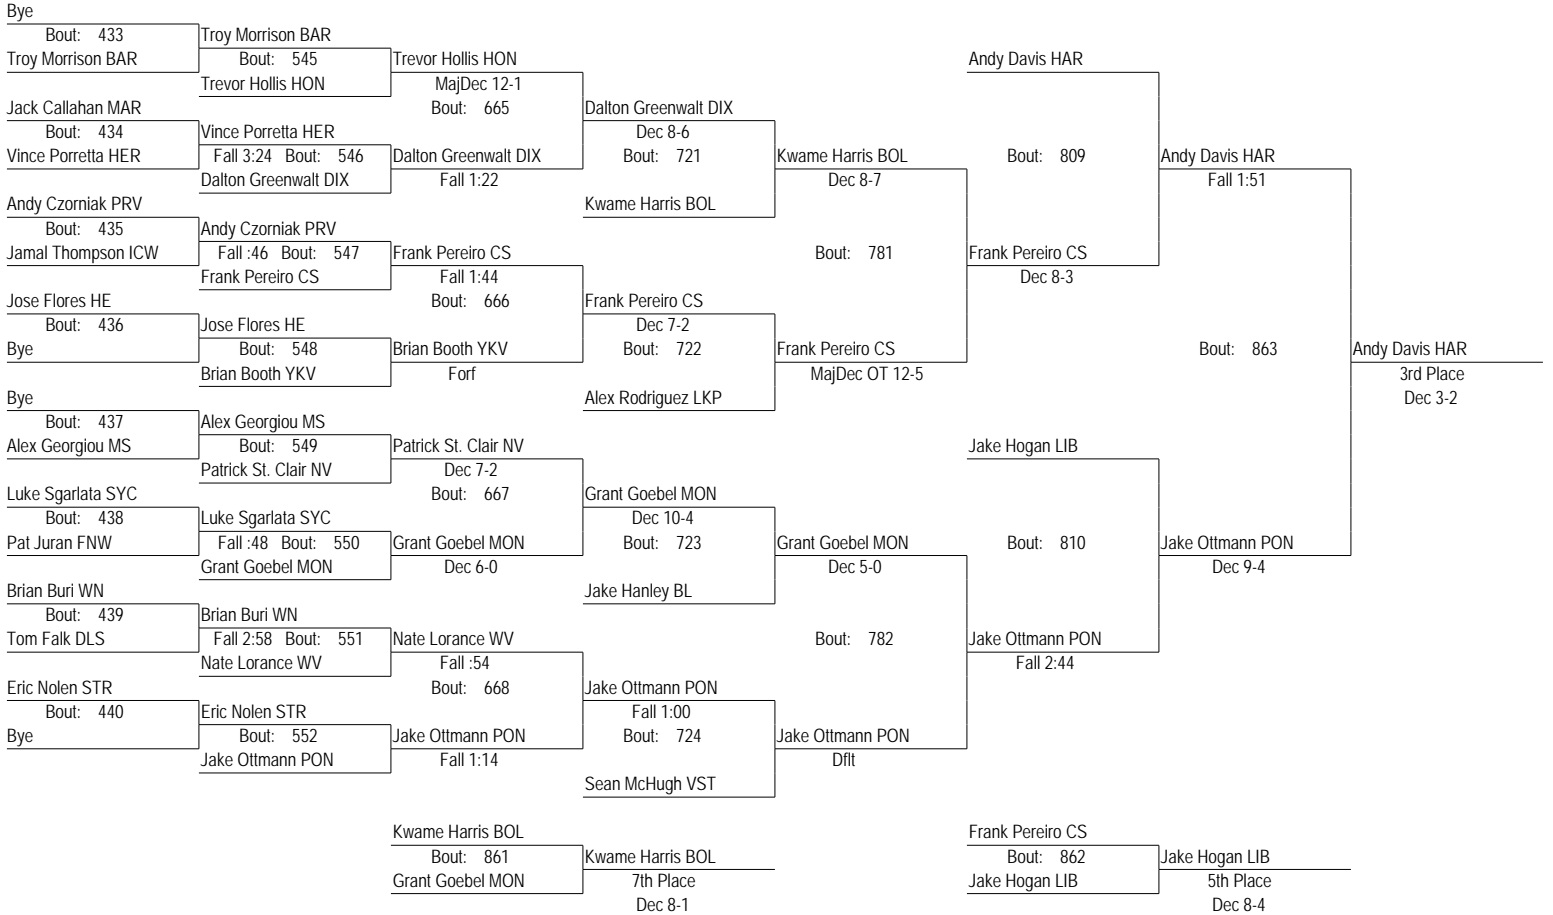 Bye
Bout: 433
Troy Morrison BAR
Jack Callahan MAR
Bout: 434
Vince Porretta HER
Andy Czorniak PRV
Bout: 435
Jamal Thompson ICW
Jose Flores HE
Bout: 436
Bye
Bye
Bout: 437
Alex Georgiou MS
Luke Sgarlata SYC
Bout: 438
Pat Juran FNW
Brian Buri WN
Bout: 439
Tom Falk DLS
Eric Nolen STR
Bout: 440
Bye
Troy Morrison BAR
Bout: 545
Trevor Hollis HON
Vince Porretta HER
Fall 3:24 Bout: 546
Dalton Greenwalt DIX
Andy Czorniak PRV
Fall :46 Bout: 547
Frank Pereiro CS
Jose Flores HE
Bout: 548
Brian Booth YKV
Alex Georgiou MS
Bout: 549
Patrick St. Clair NV
Luke Sgarlata SYC
Fall :48 Bout: 550
Grant Goebel MON
Brian Buri WN
Fall 2:58 Bout: 551
Nate Lorance WV
Eric Nolen STR
Bout: 552
Jake Ottmann PON
Trevor Hollis HON
MajDec 12-1
Bout: 665
Dalton Greenwalt DIX
Fall 1:22
Frank Pereiro CS
Fall 1:44
Bout: 666
Brian Booth YKV
Forf
Patrick St. Clair NV
Dec 7-2
Bout: 667
Grant Goebel MON
Dec 6-0
Nate Lorance WV
Fall :54
Bout: 668
Jake Ottmann PON
Fall 1:14
Dalton Greenwalt DIX
Dec 8-6
Bout: 721
Kwame Harris BOL
Frank Pereiro CS
Dec 7-2
Bout: 722
Alex Rodriguez LKP
Grant Goebel MON
Dec 10-4
Bout: 723
Jake Hanley BL
Jake Ottmann PON
Fall 1:00
Bout: 724
Sean McHugh VST
Kwame Harris BOL
Dec 8-7
Bout: 781
Frank Pereiro CS
MajDec OT 12-5
Grant Goebel MON
Dec 5-0
Bout: 782
Jake Ottmann PON
Dflt
Andy Davis HAR
Bout: 809
Frank Pereiro CS
Dec 8-3
Jake Hogan LIB
Bout: 810
Jake Ottmann PON
Fall 2:44
Andy Davis HAR
Fall 1:51
Bout: 863
Jake Ottmann PON
Dec 9-4
Andy Davis HAR
3rd Place
Dec 3-2
Kwame Harris BOL
Bout: 861
Grant Goebel MON
Kwame Harris BOL
7th Place
Dec 8-1
Frank Pereiro CS
Bout: 862
Jake Hogan LIB
Jake Hogan LIB
5th Place
Dec 8-4